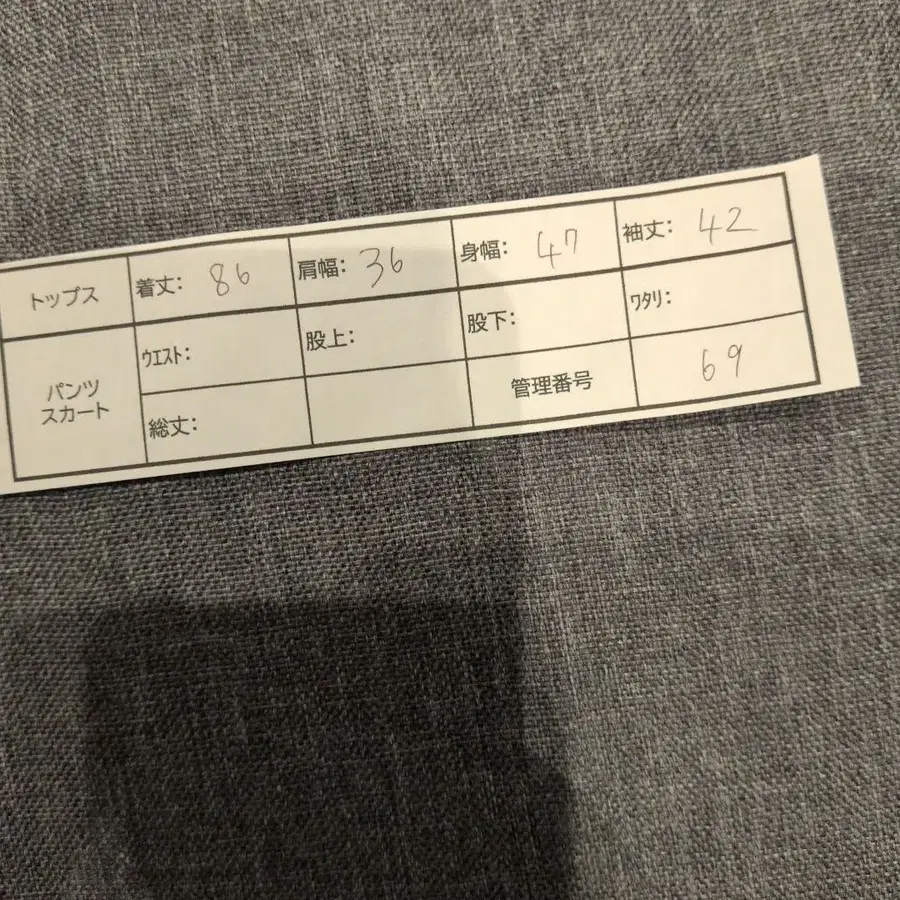 トップス 着丈: 86 肩幅: 36 身幅: 47 袖丈: 42
パンツ
スカート
ウエスト: 股上: 股下: ワタリ:
総丈: 管理番号 69